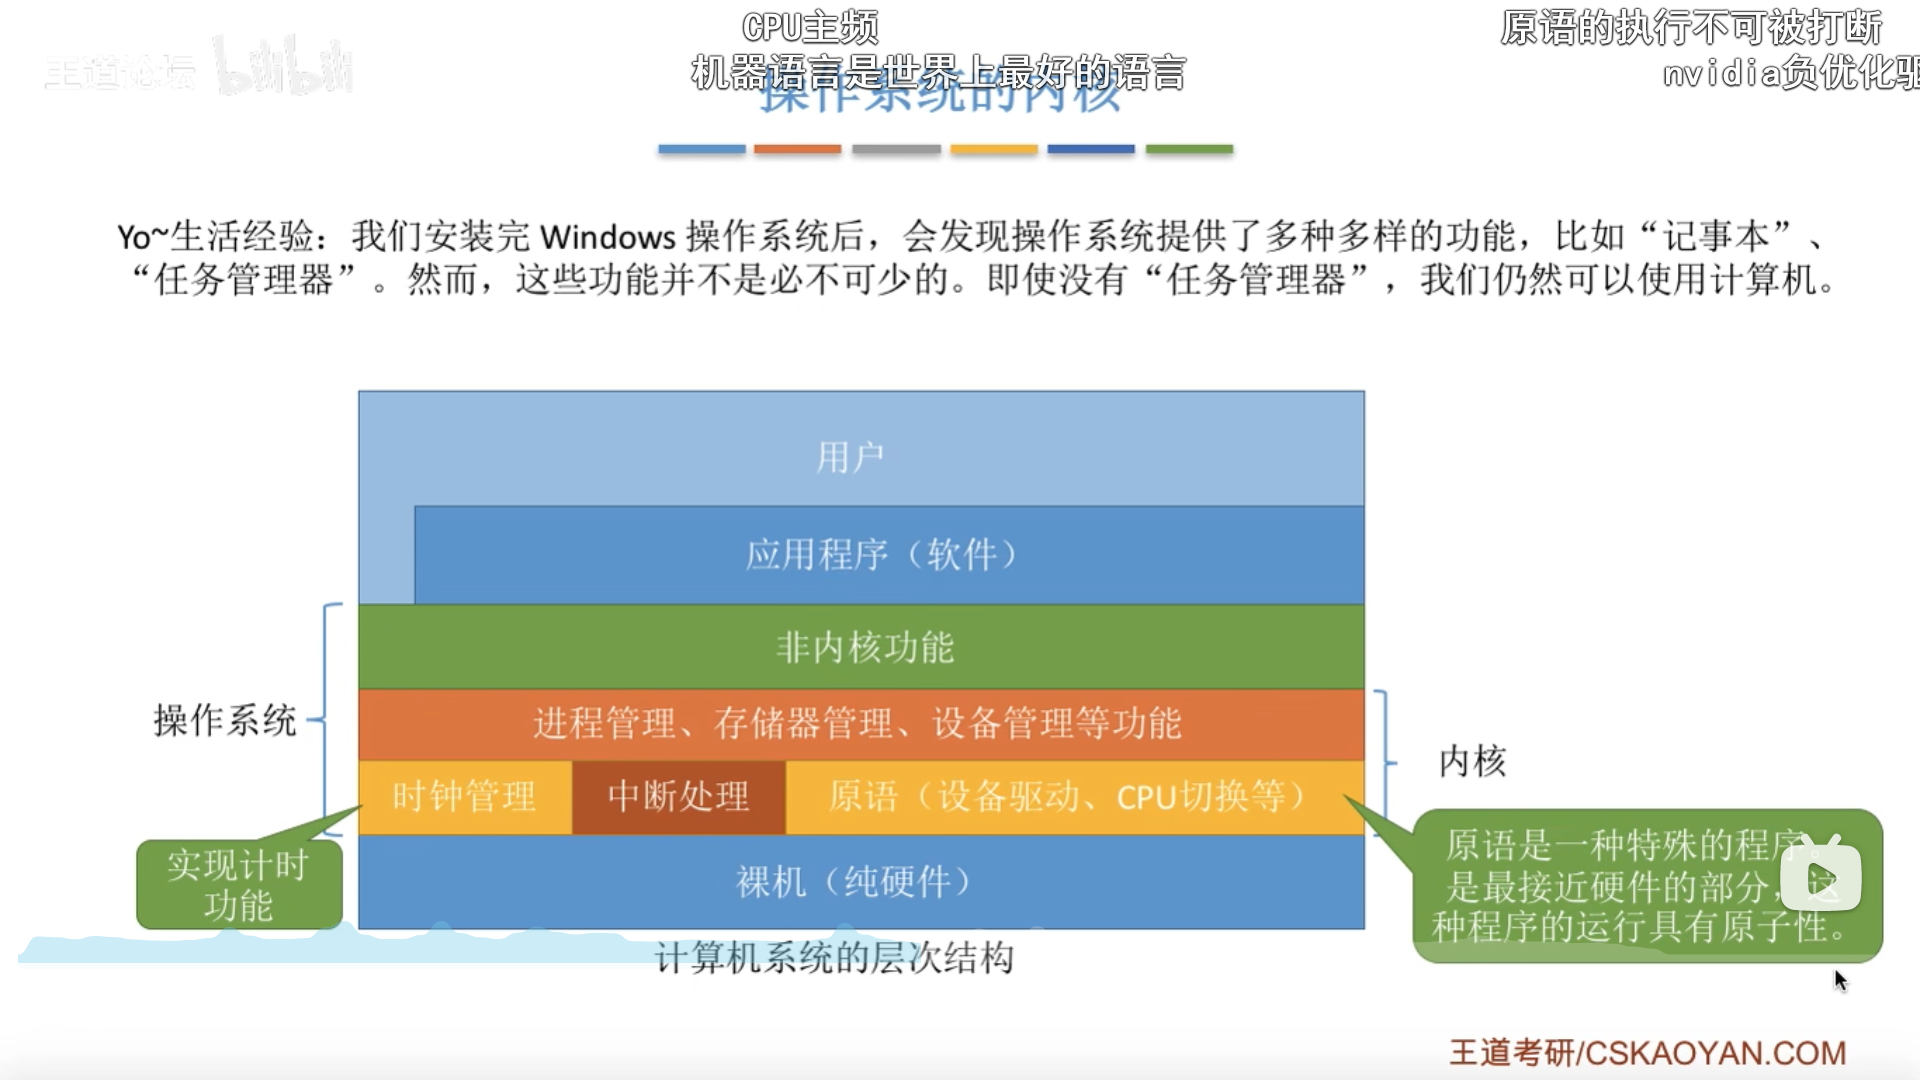 CPU主频
原语的执行不可被打断
王道论坛 bilibili
机器语言是世界上最好的语言
nvidia负优化驱
操作系统的内核
Yo~生活经验：我们安装完 Windows 操作系统后，会发现操作系统提供了多种多样的功能，比如“记事本”、
“任务管理器”。然而，这些功能并不是必不可少的。即使没有“任务管理器”，我们仍然可以使用计算机。
用户
应用程序（软件）
非内核功能
操作系统
进程管理、存储器管理、设备管理等功能
内核
时钟管理
中断处理
原语（设备驱动、CPU切换等）
实现计时
功能
裸机（纯硬件）
原语是一种特殊的程序。
是最接近硬件的部分，这
种程序的运行具有原子性。
计算机系统的层次结构
王道考研/CSKAOYAN.COM